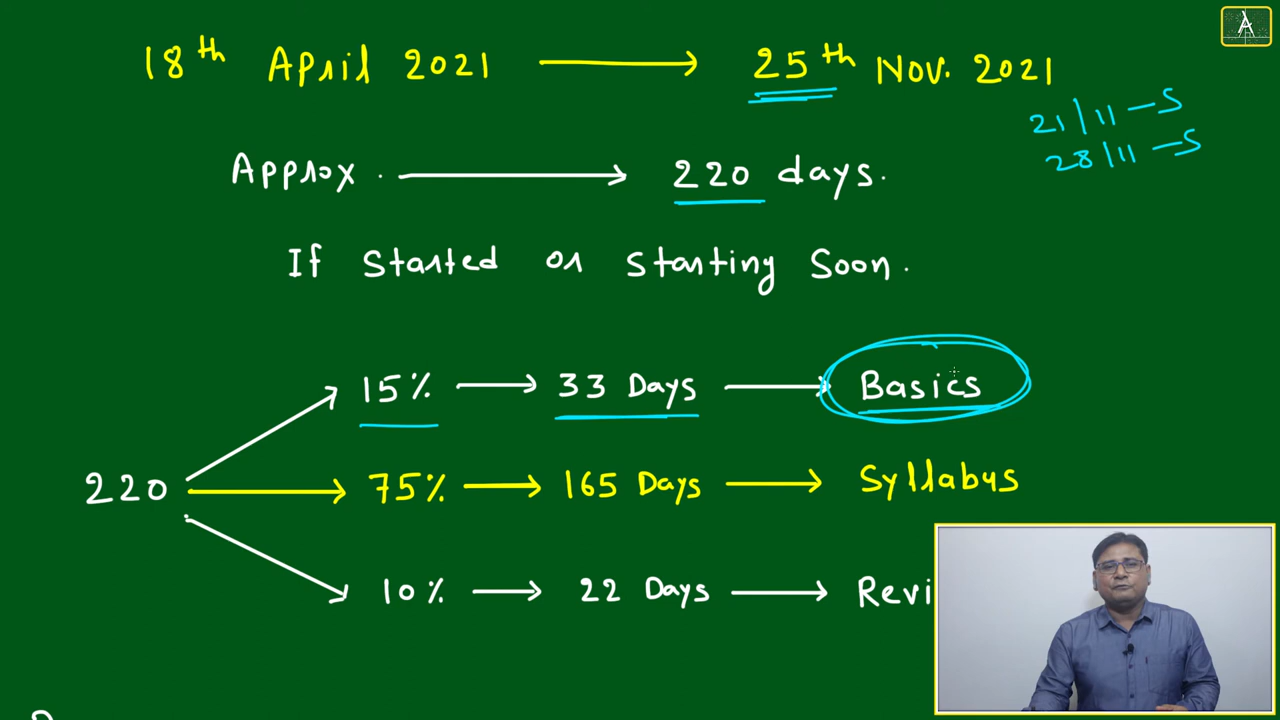 18th April 2021 → 25th Nov. 2021
21/11 - S
28/11 - S
Approx. → 220 days.
If Started or Starting Soon.
15% → 33 Days → Basics
220 → 75% → 165 Days → Syllabus
10% → 22 Days → Revi